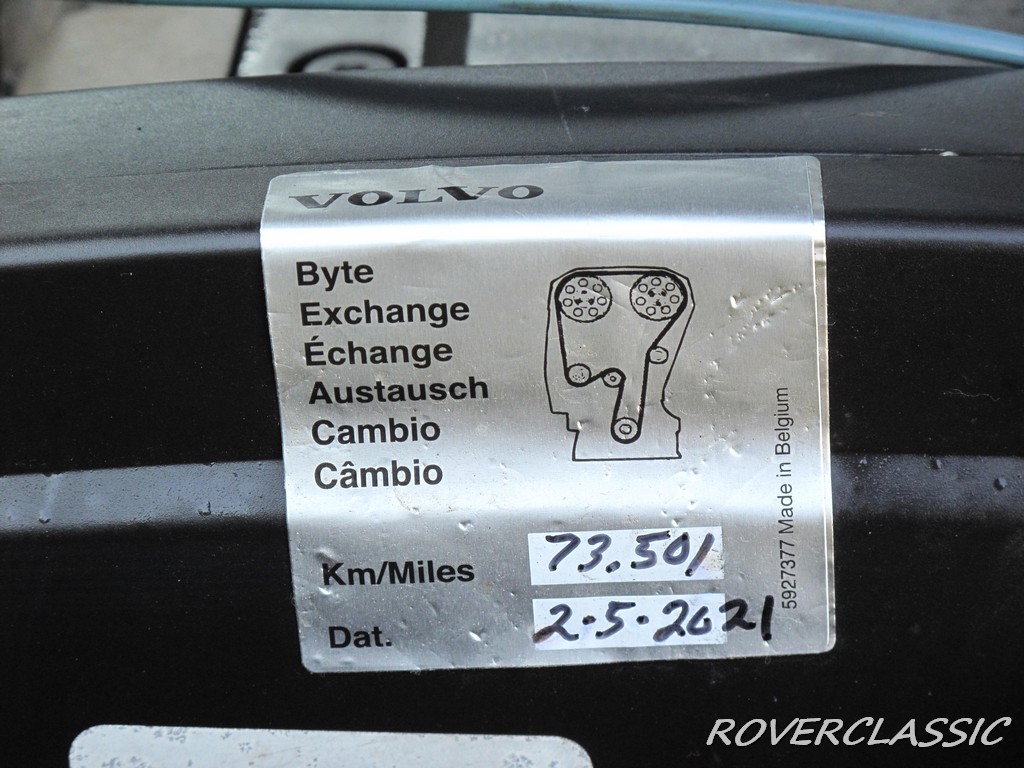 VOLVO
Byte
Exchange
Échange
Austausch
Cambio
Câmbio
Km/Miles 73.501
Dat. 2-5-2021
5927377 Made in Belgium
ROVERCLASSIC